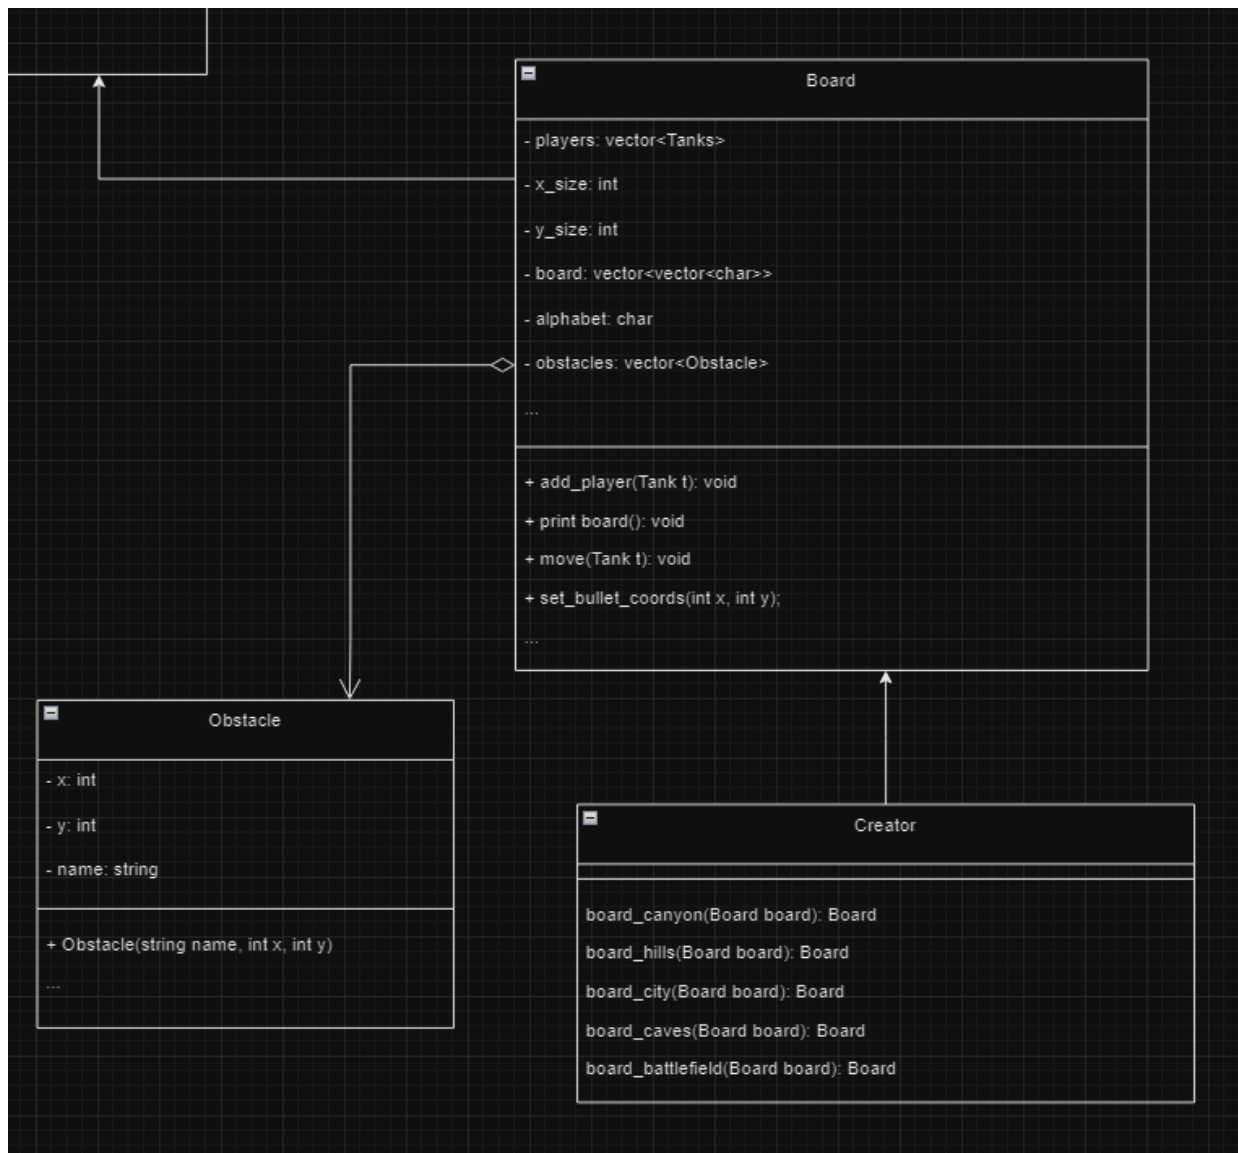 Board
- players: vector<Tanks>
- x_size: int
- y_size: int
- board: vector<vector<char>>
- alphabet: char
- obstacles: vector<Obstacle>
...
+ add_player(Tank t): void
+ print board(): void
+ move(Tank t): void
+ set_bullet_coords(int x, int y);
...
Obstacle
- x: int
- y: int
- name: string
+ Obstacle(string name, int x, int y)
...
Creator
board_canyon(Board board): Board
board_hills(Board board): Board
board_city(Board board): Board
board_caves(Board board): Board
board_battlefield(Board board): Board